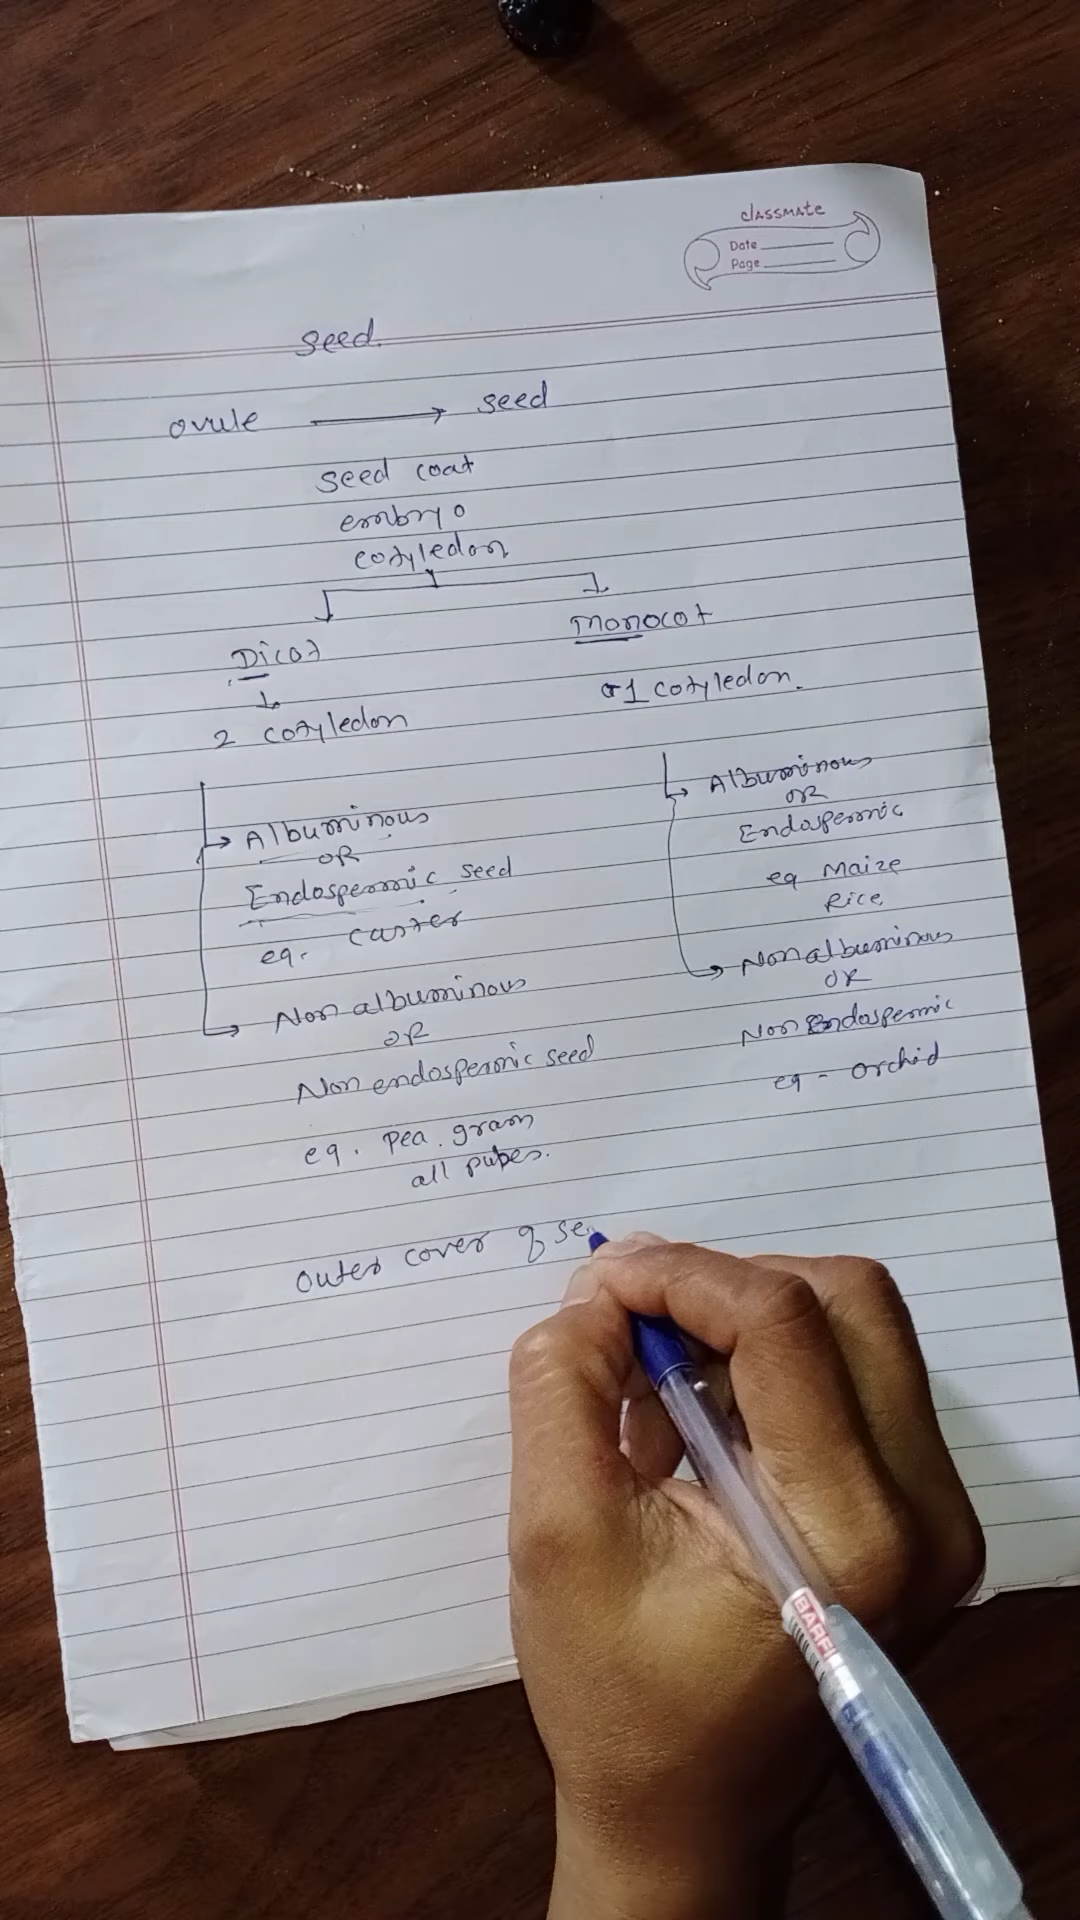 classmate
Date
Page
seed.
ovule → seed
seed coat
embryo
cotyledon
Dicot
2 cotyledon
Albuminous
OR
Endospermic seed
eg. caster
Non albuminous
OR
Non endospermic seed
eg. pea. gram
all pulses.
Monocot
1 cotyledon.
Albuminous
OR
Endospermic
eg Maize
Rice.
Non albuminous
OR
Non Endospermic
eg - orchid
outer cover of se
BARFI